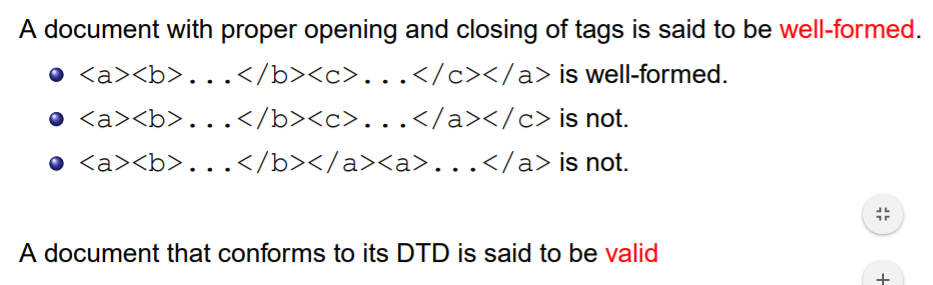 A document with proper opening and closing of tags is said to be well-formed.
<a><b>...</b><c>...</c></a> is well-formed.
<a><b>...</b><c>...</a></c> is not.
<a><b>...</b></a><a>...</a> is not.
A document that conforms to its DTD is said to be valid